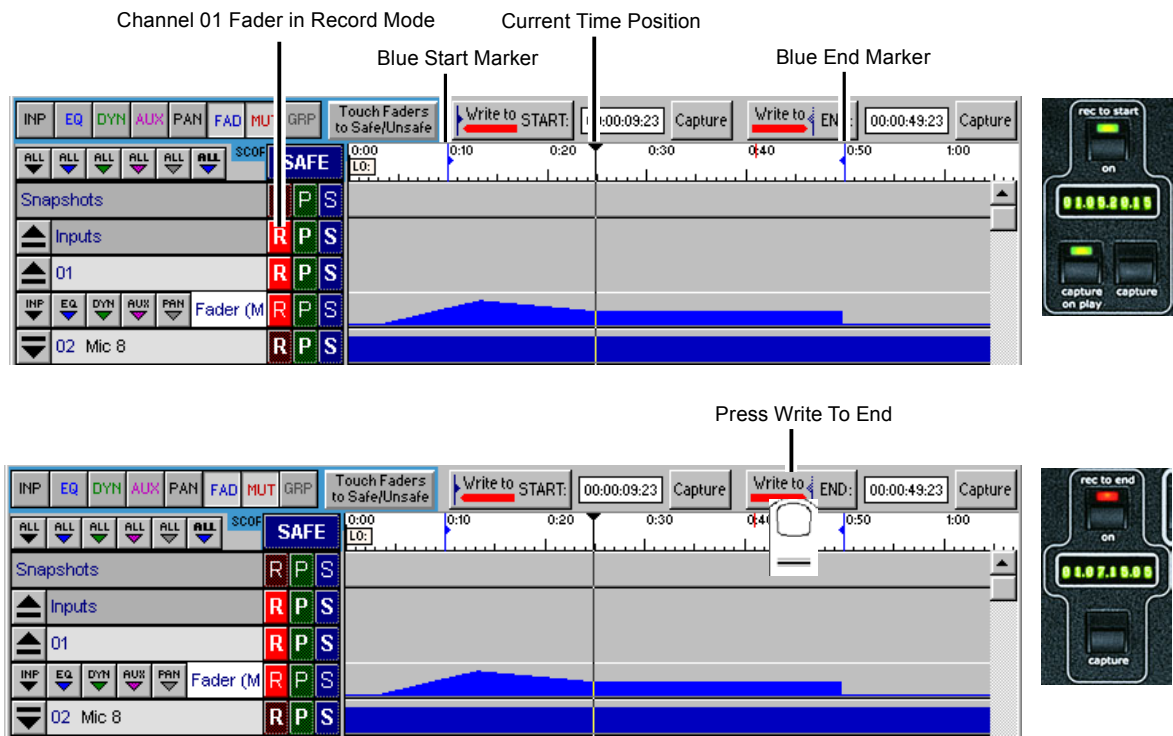 Channel 01 Fader in Record Mode
Current Time Position
Blue Start Marker
Blue End Marker
INP EQ DYN AUX PAN FAD MU GRP Touch Faders to Safe/Unsafe Write to START: :00:09:23 Capture Write to EN : 00:00:49:23 Capture
ALL ALL ALL ALL ALL ALL SCOP SAFE 0:00 0:10 0:20 0:30 0:40 0:50 1:00
L0:
Snapshots P S
Inputs R P S
01 R P S
INP EQ DYN AUX PAN Fader (M R P S
02 Mic 8 R P S
rec to start
on
01.05.20.15
capture on play
capture
Press Write To End
INP EQ DYN AUX PAN FAD MUT GRP Touch Faders to Safe/Unsafe Write to START: 00:00:09:23 Capture Write to END: 00:00:49:23 Capture
ALL ALL ALL ALL ALL ALL SCOP SAFE 0:00 0:10 0:20 0:30 0:4 0:50 1:00
L0:
Snapshots R P S
Inputs R P S
01 R P S
INP EQ DYN AUX PAN Fader (M R P S
02 Mic 8 R P S
rec to end
on
01.07.15.05
capture